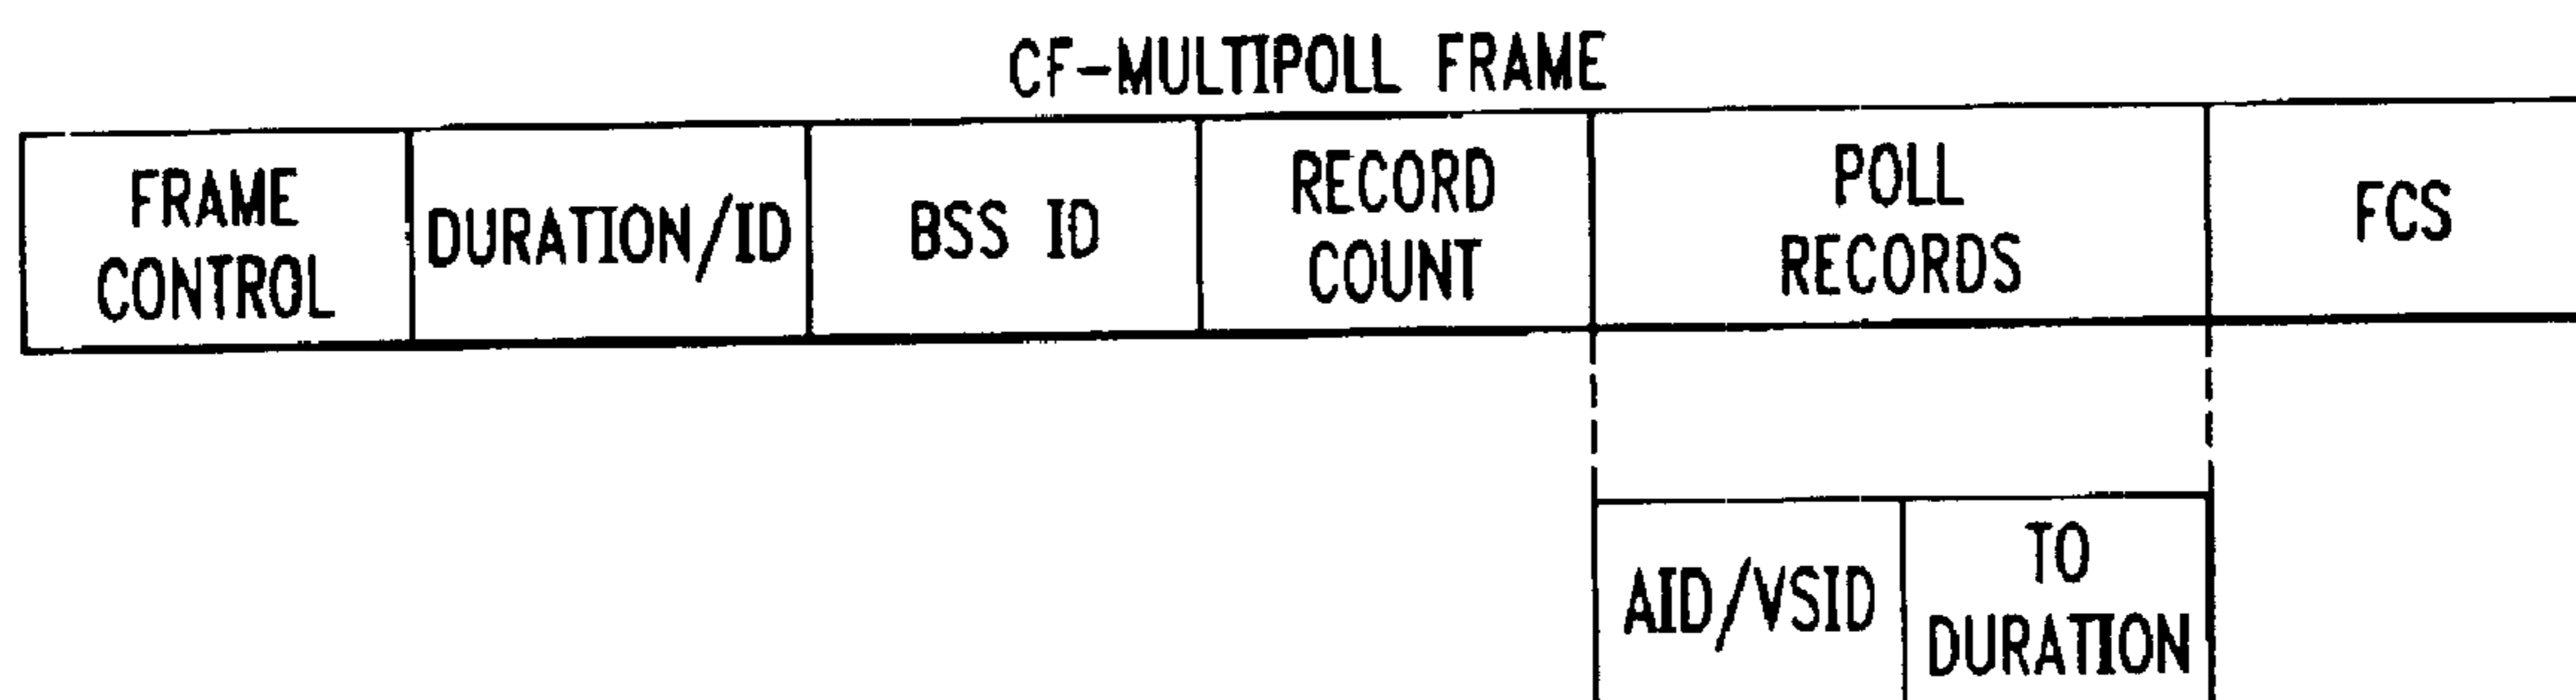 CF-MULTIPOLL FRAME
FRAME
CONTROL
DURATION/ID
BSS ID
RECORD
COUNT
POLL
RECORDS
FCS
AID/VSID
TO
DURATION